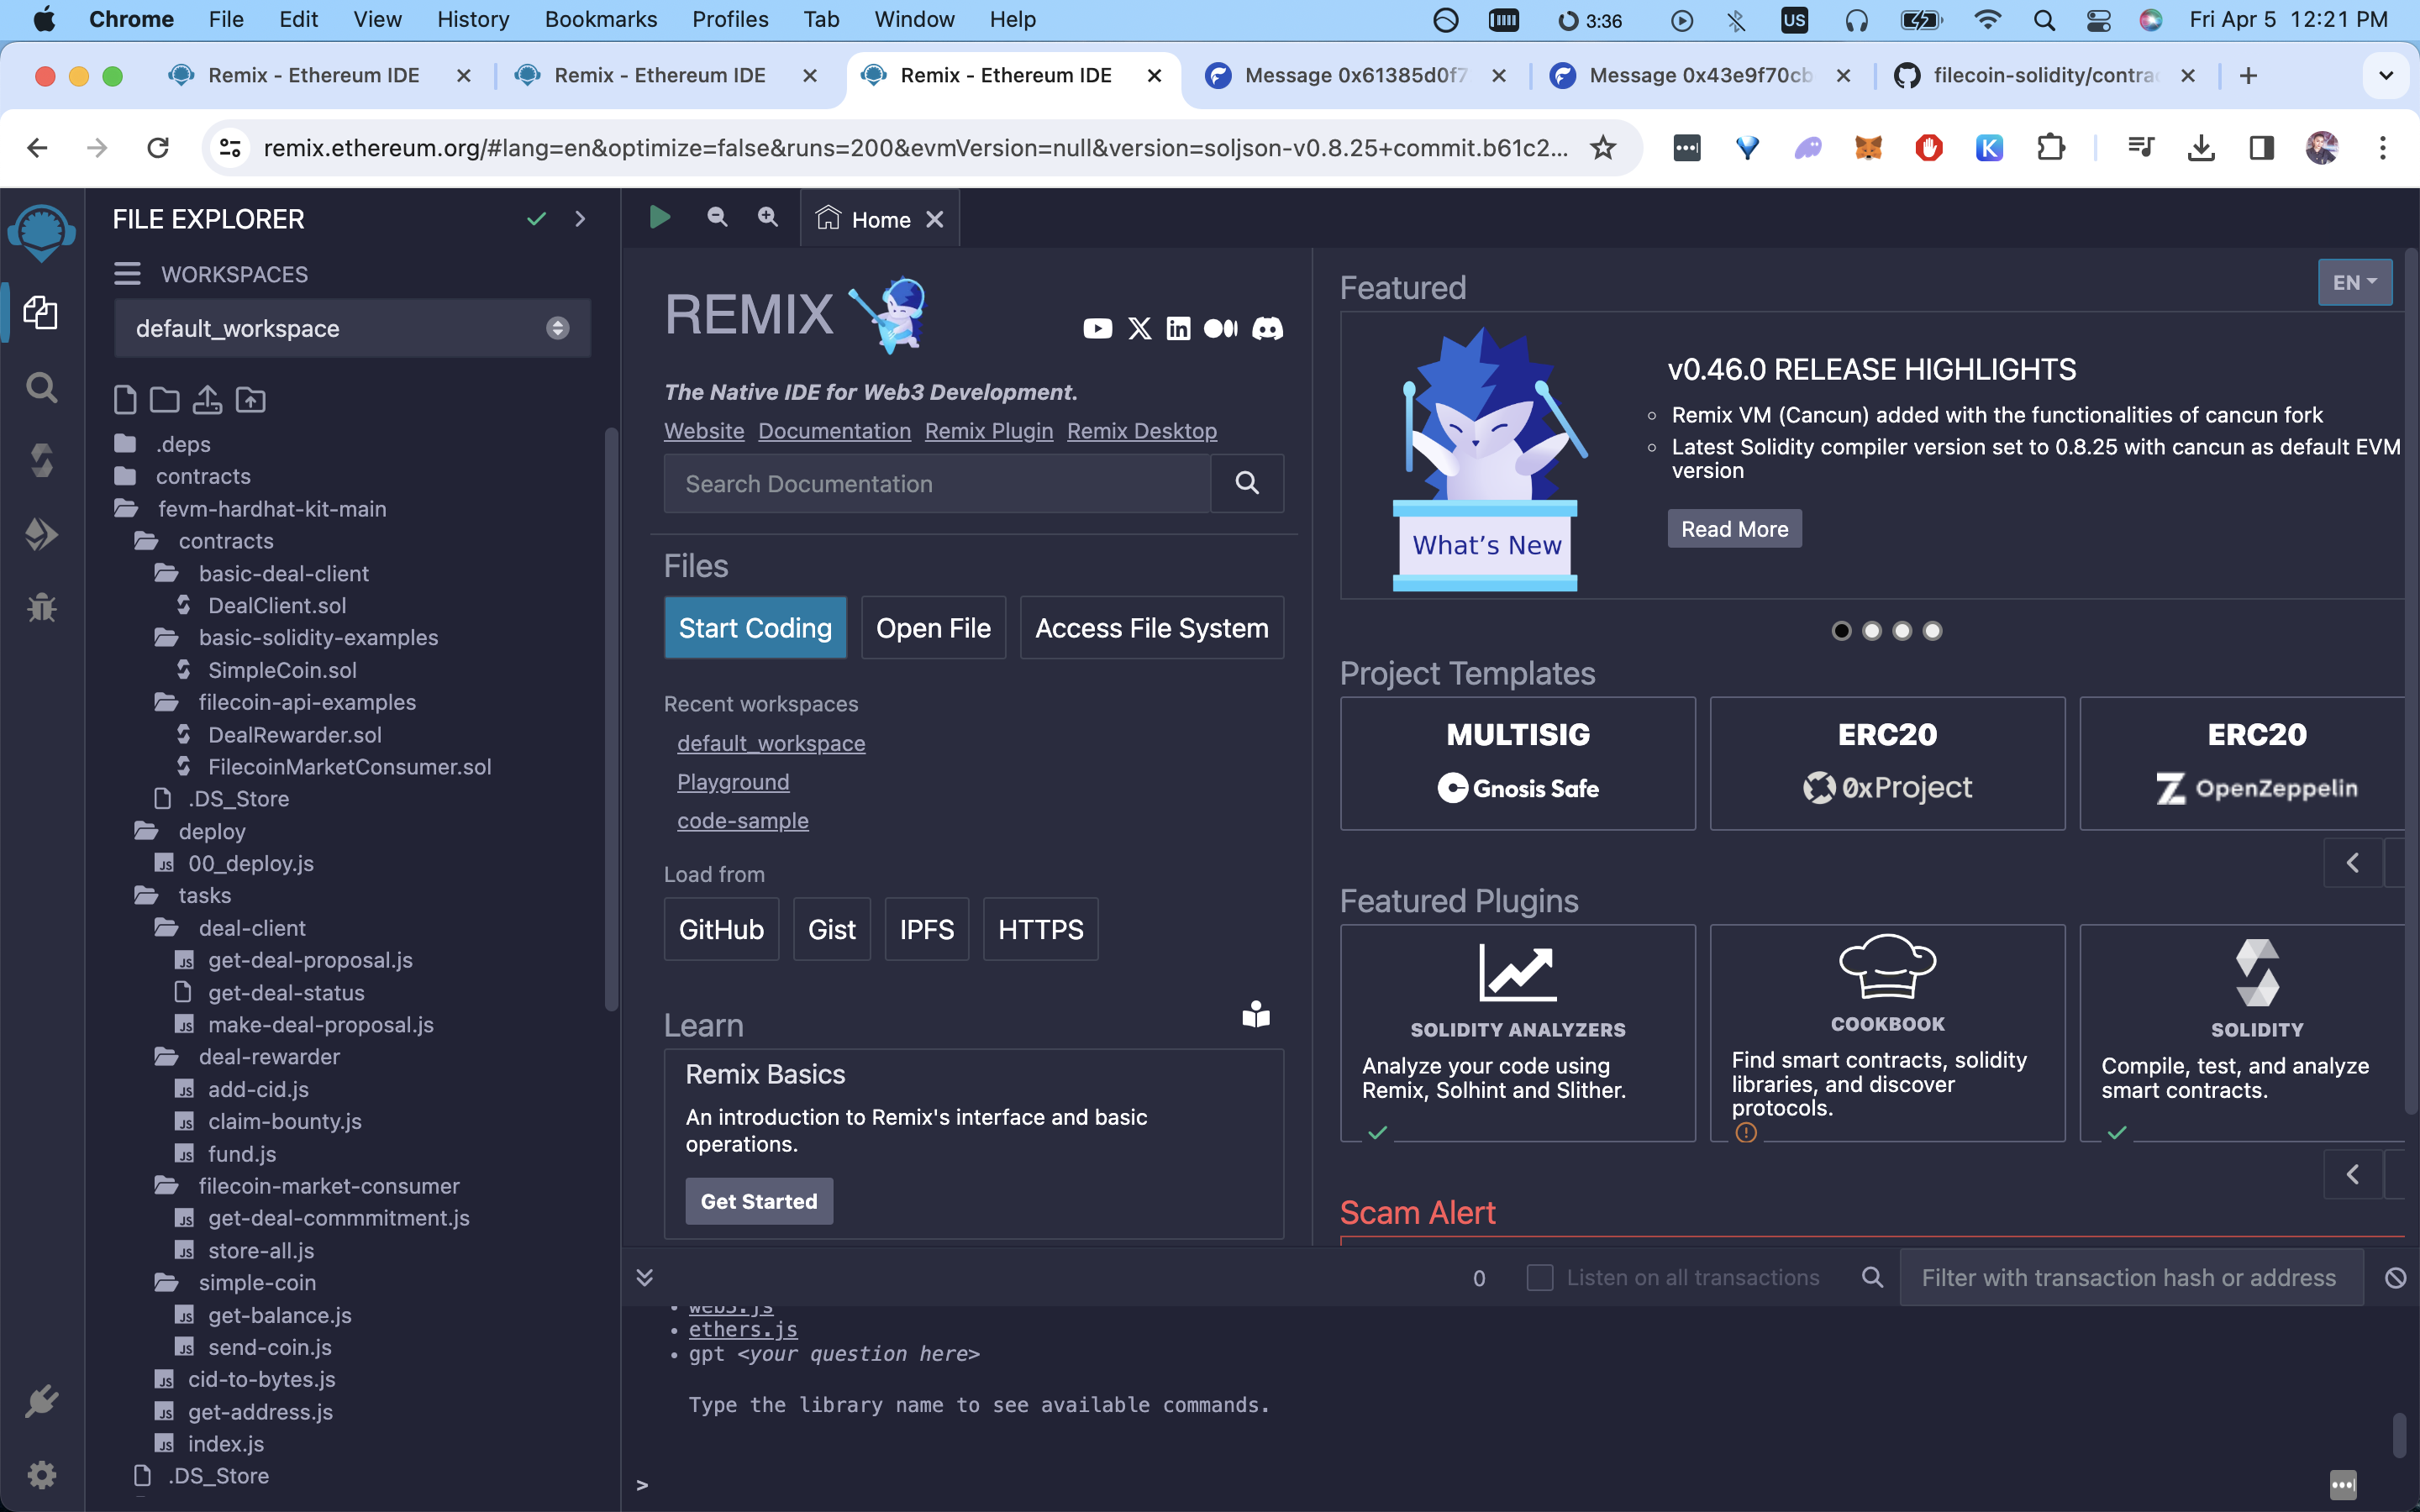 Chrome File Edit View History Bookmarks Profiles Tab Window Help 3:36 US Fri Apr 5 12:21 PM
Remix - Ethereum IDE Remix - Ethereum IDE Remix - Ethereum IDE Message 0x61385d0f7 Message 0x43e9f70cb filecoin-solidity/contra
remix.ethereum.org/#lang=en&optimize=false&runs=200&evmVersion=null&version=soljson-v0.8.25+commit.b61c2... K
FILE EXPLORER
WORKSPACES
default_workspace
.deps
contracts
fevm-hardhat-kit-main
contracts
basic-deal-client
DealClient.sol
basic-solidity-examples
SimpleCoin.sol
filecoin-api-examples
DealRewarder.sol
FilecoinMarketConsumer.sol
.DS_Store
deploy
JS 00_deploy.js
tasks
deal-client
JS get-deal-proposal.js
get-deal-status
JS make-deal-proposal.js
deal-rewarder
JS add-cid.js
JS claim-bounty.js
JS fund.js
filecoin-market-consumer
JS get-deal-commmitment.js
JS store-all.js
simple-coin
JS get-balance.js
JS send-coin.js
JS cid-to-bytes.js
JS get-address.js
JS index.js
.DS_Store
Home
REMIX
The Native IDE for Web3 Development.
Website Documentation Remix Plugin Remix Desktop
Search Documentation
Files
Start Coding Open File Access File System
Recent workspaces
default_workspace
Playground
code-sample
Load from
GitHub Gist IPFS HTTPS
Learn
Remix Basics
An introduction to Remix's interface and basic
operations.
Get Started
Featured
EN
What's New
v0.46.0 RELEASE HIGHLIGHTS
Remix VM (Cancun) added with the functionalities of cancun fork
Latest Solidity compiler version set to 0.8.25 with cancun as default EVM
version
Read More
Project Templates
MULTISIG
Gnosis Safe
ERC20
0xProject
ERC20
OpenZeppelin
Featured Plugins
SOLIDITY ANALYZERS
Analyze your code using
Remix, Solhint and Slither.
COOKBOOK
Find smart contracts, solidity
libraries, and discover
protocols.
SOLIDITY
Compile, test, and analyze
smart contracts.
Scam Alert
0 Listen on all transactions Filter with transaction hash or address
web3.js
ethers.js
gpt <your question here>
Type the library name to see available commands.
>